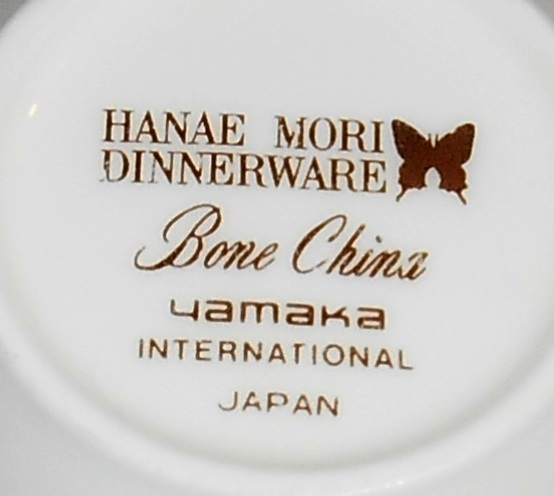 HANAE MORI
DINNERWARE
Bone China
yamaka
INTERNATIONAL
JAPAN